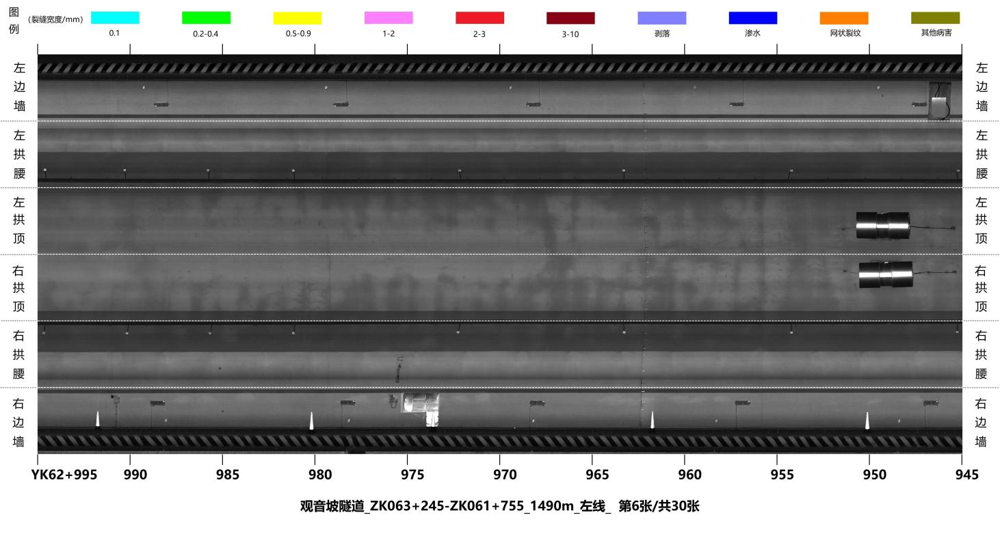 图例 (裂缝宽度/mm) 0.1 0.2-0.4 0.5-0.9 1-2 2-3 3-10 剥落 渗水 网状裂纹 其他病害
左边墙 左边墙
左拱腰 左拱腰
左拱顶 左拱顶
右拱顶 右拱顶
右拱腰 右拱腰
右边墙 右边墙
YK62+995 990 985 980 975 970 965 960 955 950 945
观音坡隧道_ZK063+245-ZK061+755_1490m_左线_ 第6张/共30张